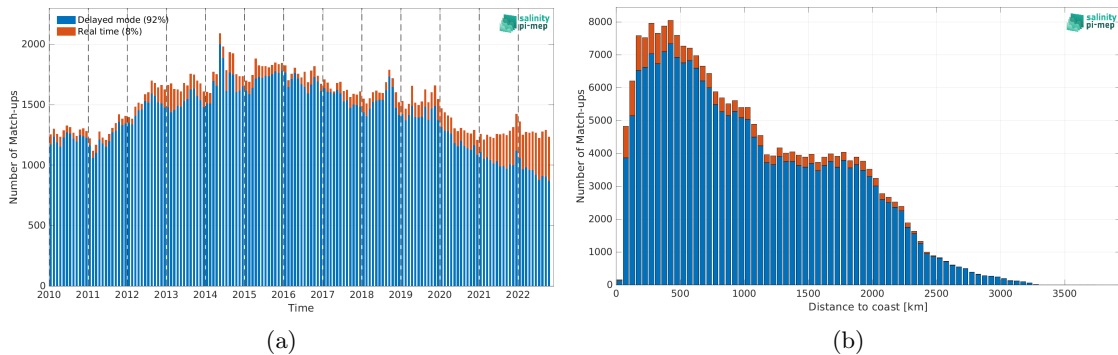 Delayed mode (92%)
Real time (8%)
salinity
pi-mep
Number of Match-ups
2000
1500
1000
500
0
2010 2011 2012 2013 2014 2015 2016 2017 2018 2019 2020 2021 2022
Time
(a)
salinity
pi-mep
Number of Match-ups
8000
7000
6000
5000
4000
3000
2000
1000
0
0 500 1000 1500 2000 2500 3000 3500
Distance to coast [km]
(b)